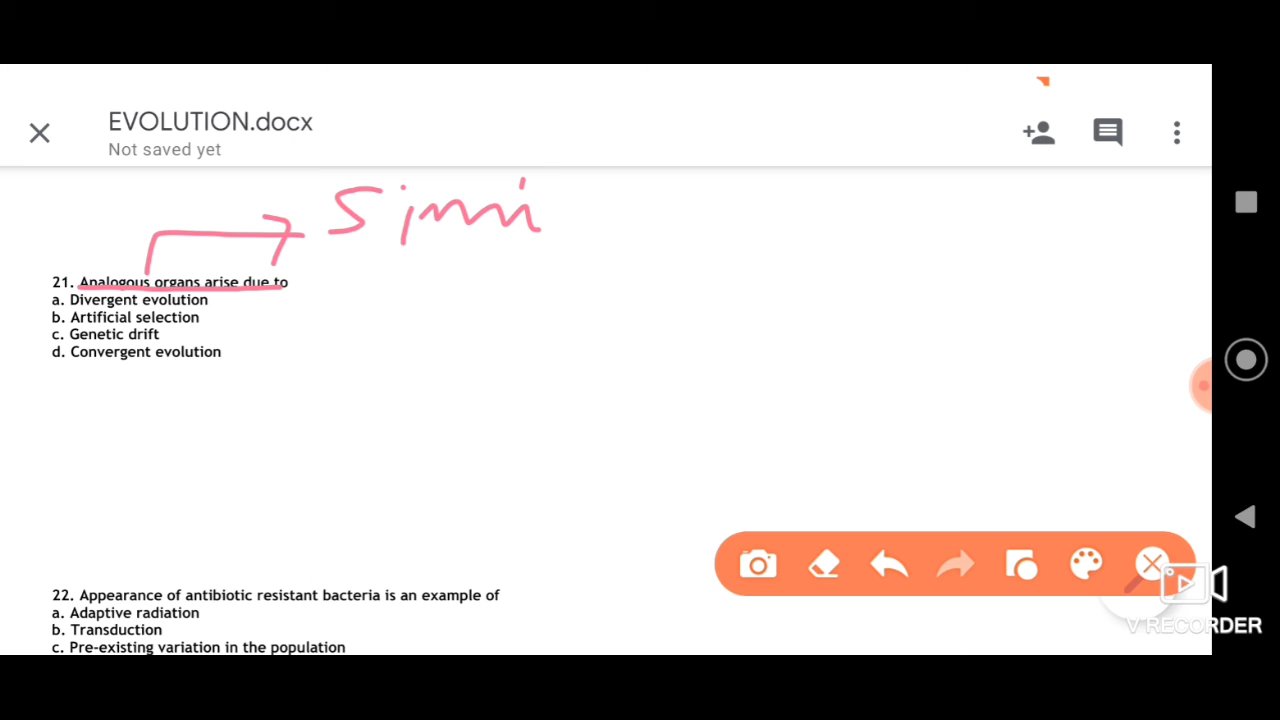 EVOLUTION.docx
Not saved yet
Simi
21. Analogous organs arise due to
a. Divergent evolution
b. Artificial selection
c. Genetic drift
d. Convergent evolution
22. Appearance of antibiotic resistant bacteria is an example of
a. Adaptive radiation
b. Transduction
c. Pre-existing variation in the population
V RECORDER